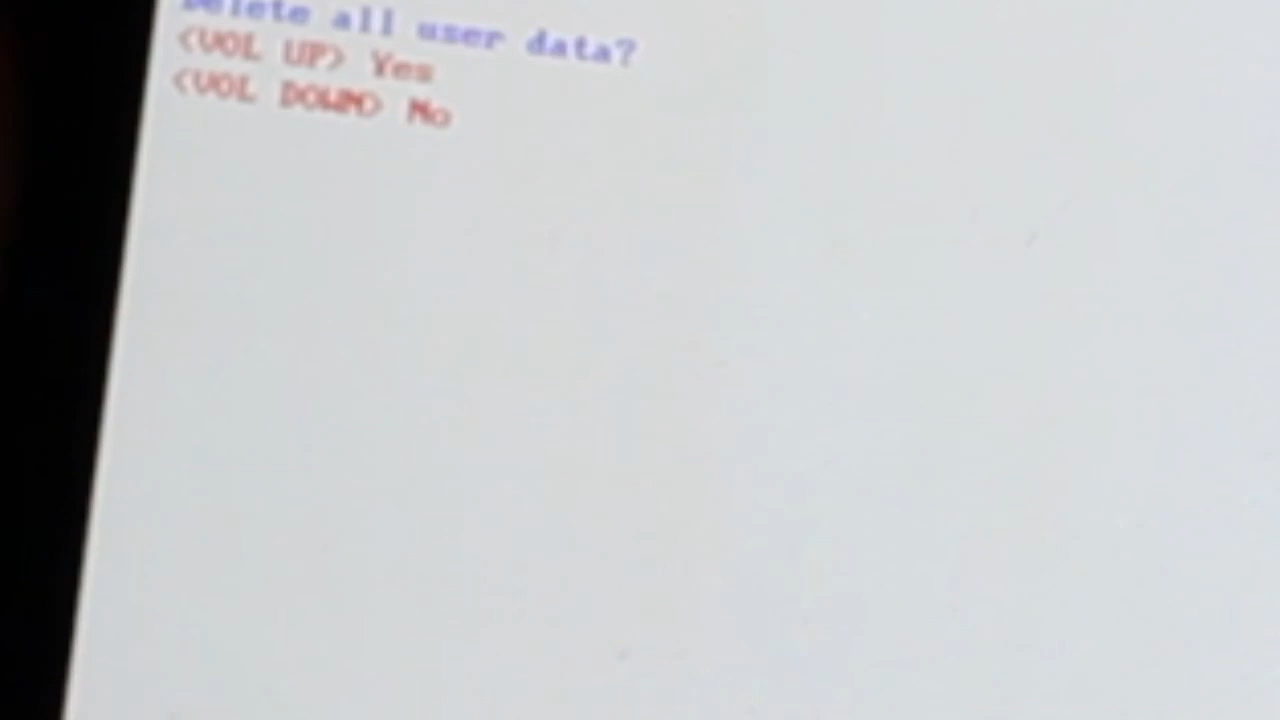 Delete all user data?
<VOL UP> Yes
<VOL DOWN> No